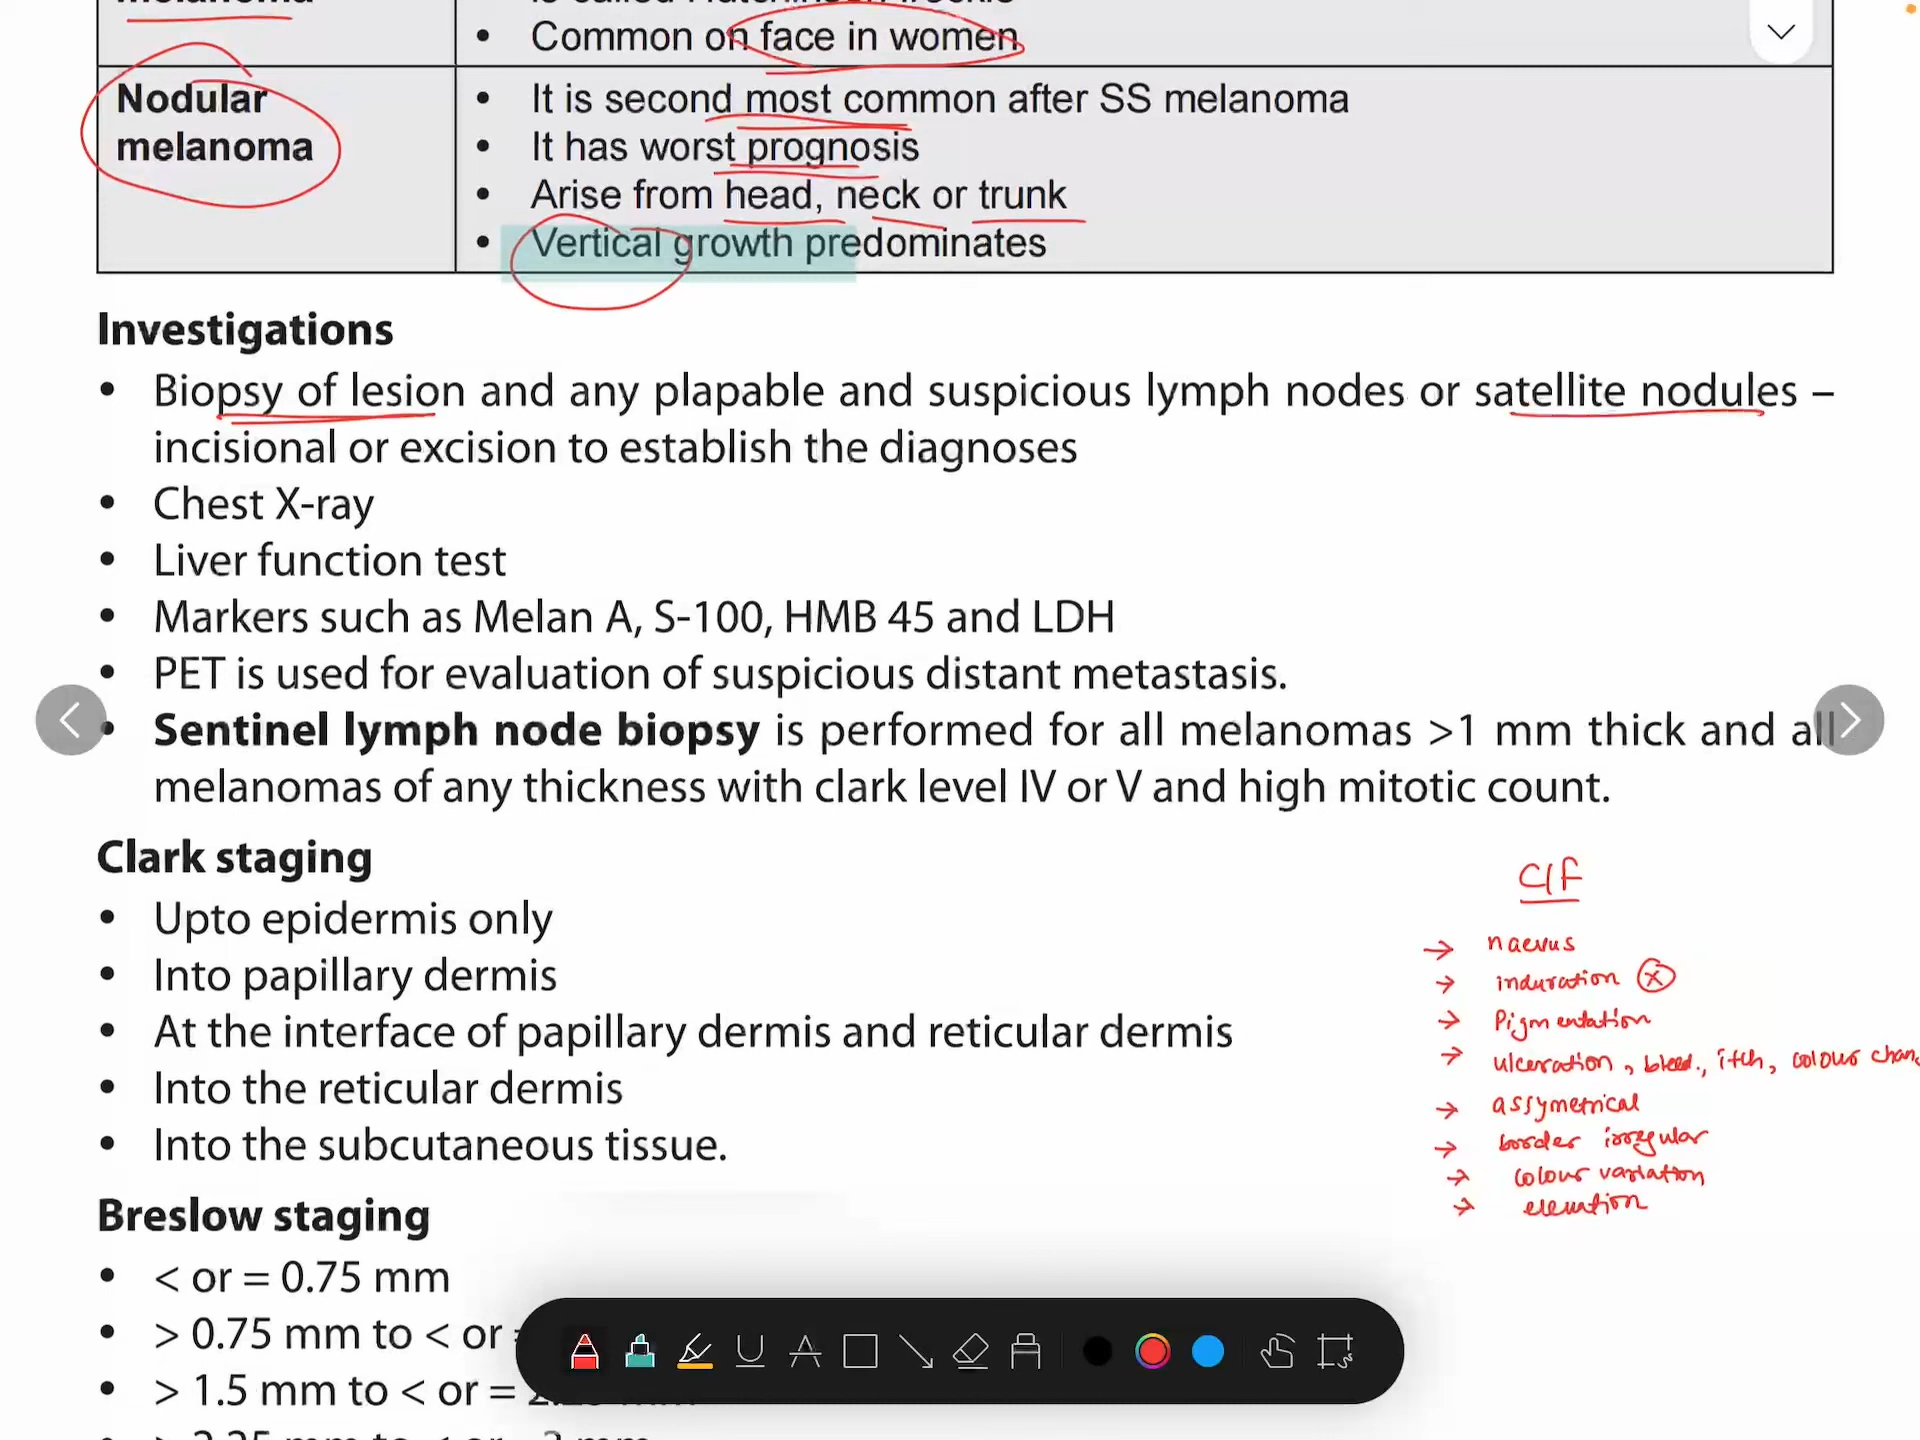 melanoma
Common on face in women
Nodular melanoma
• It is second most common after SS melanoma
• It has worst prognosis
• Arise from head, neck or trunk
• Vertical growth predominates
Investigations
• Biopsy of lesion and any plapable and suspicious lymph nodes or satellite nodules –
incisional or excision to establish the diagnoses
• Chest X-ray
• Liver function test
• Markers such as Melan A, S-100, HMB 45 and LDH
• PET is used for evaluation of suspicious distant metastasis.
• Sentinel lymph node biopsy is performed for all melanomas >1 mm thick and all
melanomas of any thickness with clark level IV or V and high mitotic count.
Clark staging
• Upto epidermis only
• Into papillary dermis
• At the interface of papillary dermis and reticular dermis
• Into the reticular dermis
• Into the subcutaneous tissue.
C/F
→ naevus
→ induration (x)
→ Pigmentation
→ ulceration, bleed., itch, colour
→ assymetrical
→ border irregular
→ colour variation
→ elevation
Breslow staging
• < or = 0.75 mm
• > 0.75 mm to < or
• > 1.5 mm to < or =